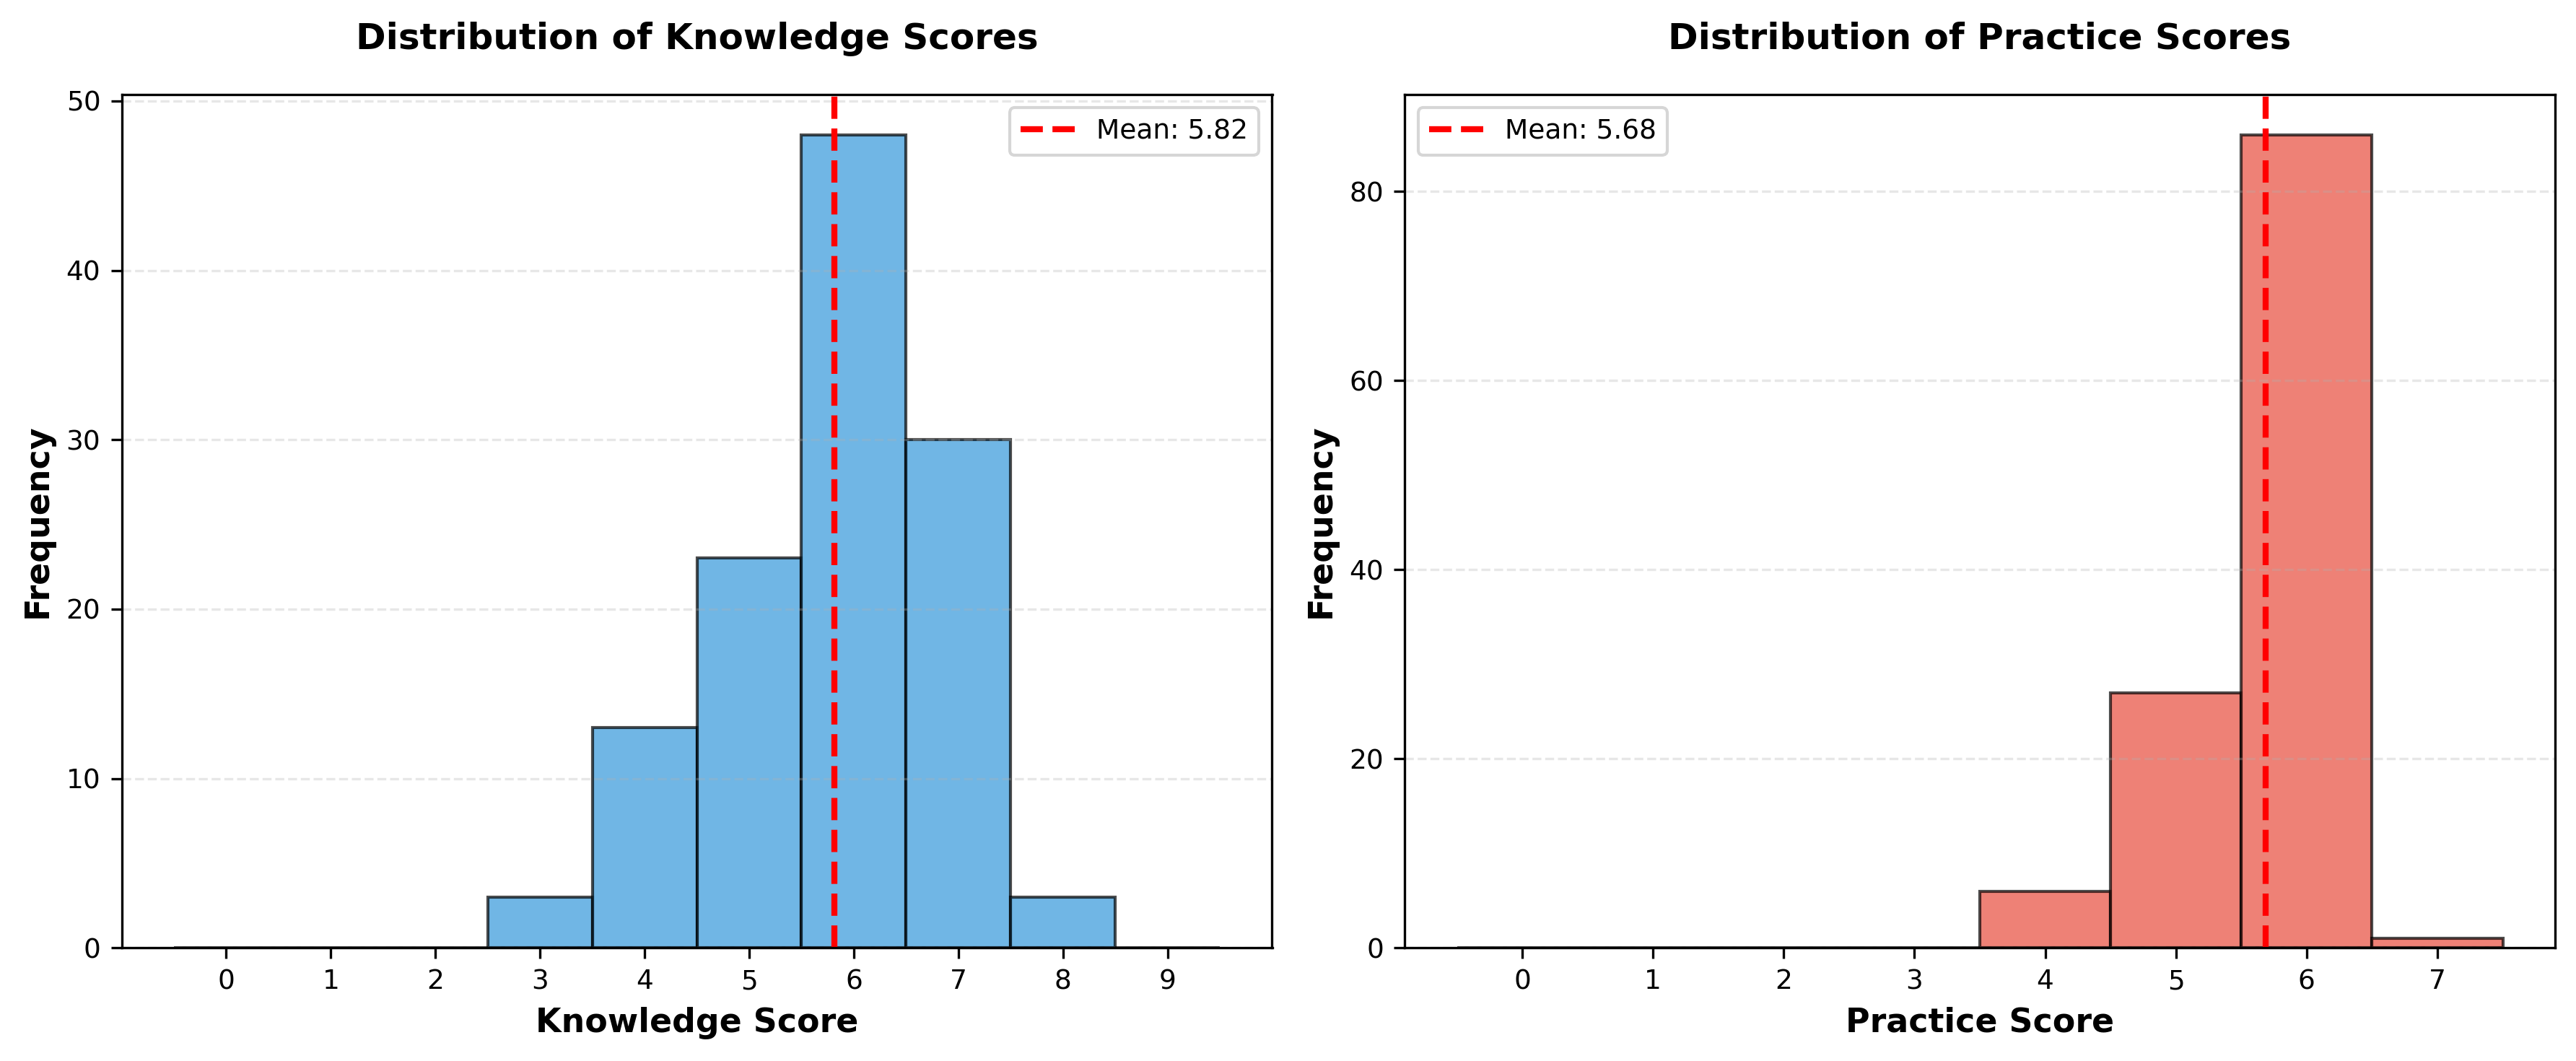 Distribution of Knowledge Scores
50
40
30
20
10
0
Frequency
Mean: 5.82
0 1 2 3 4 5 6 7 8 9
Knowledge Score
Distribution of Practice Scores
80
60
40
20
0
Frequency
Mean: 5.68
0 1 2 3 4 5 6 7
Practice Score